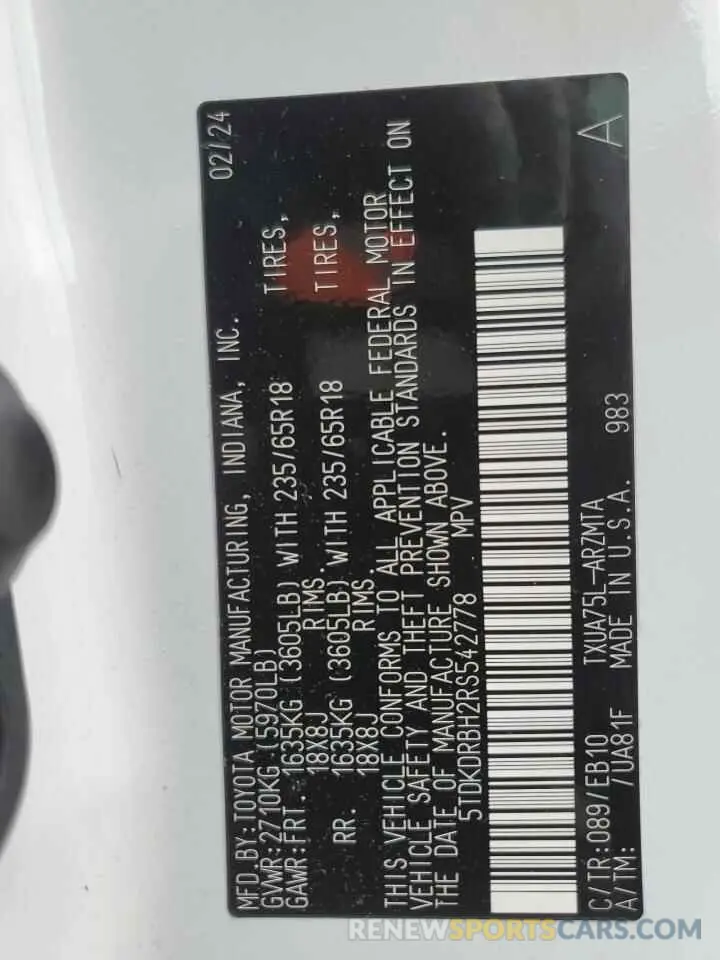 MFD.BY:TOYOTA MOTOR MANUFACTURING, INDIANA, INC. 02/24
GVWR:2710KG (5970LB)
GAWR:FRT. 1635KG (3605LB) WITH 235/65R18 TIRES,
18X8J RIMS
RR. 1635KG (3605LB) WITH 235/65R18 TIRES,
18X8J RIMS.
THIS VEHICLE CONFORMS TO ALL APPLICABLE FEDERAL MOTOR
VEHICLE SAFETY AND THEFT PREVENTION STANDARDS IN EFFECT ON
THE DATE OF MANUFACTURE SHOWN ABOVE.
5TDKDRBH2RS542778 MPV
C/TR:089/EB10 TXUA75L-ARZMTA A
A/TM: /UA81F MADE IN U.S.A. 983
RENEWSPORTSCARS.COM